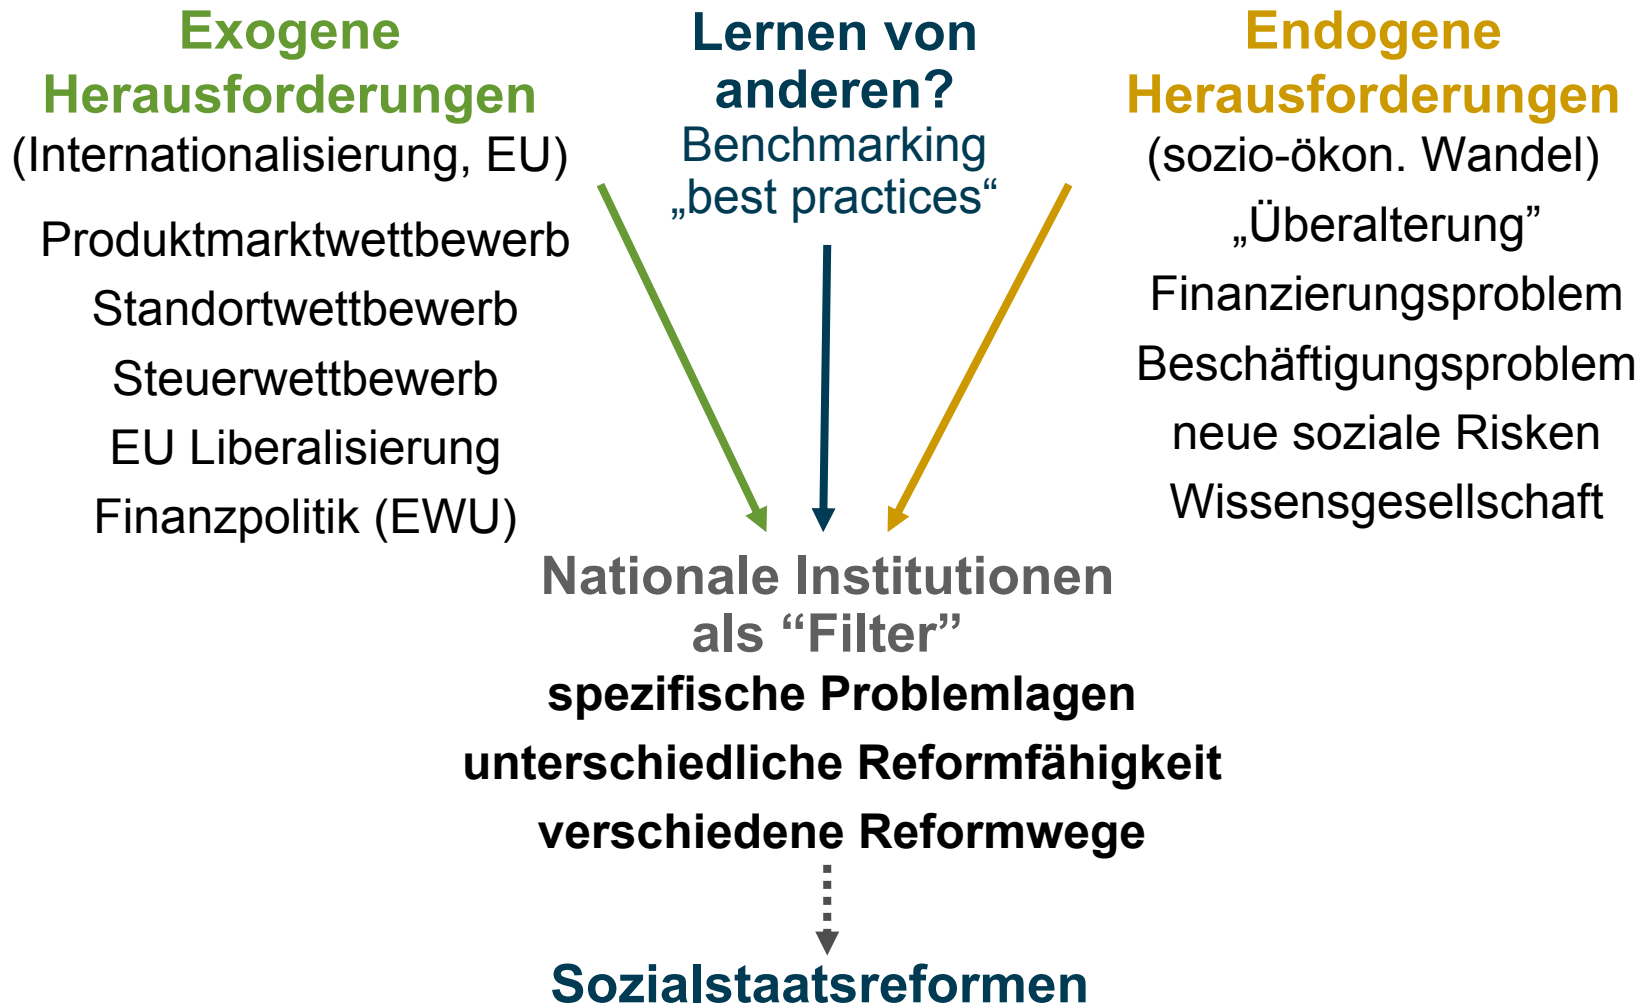 Exogene
Herausforderungen
(Internationalisierung, EU)
Produktmarktwettbewerb
Standortwettbewerb
Steuerwettbewerb
EU Liberalisierung
Finanzpolitik (EWU)
Lernen von
anderen?
Benchmarking
„best practices“
Endogene
Herausforderungen
(sozio-ökon. Wandel)
„Überalterung”
Finanzierungsproblem
Beschäftigungsproblem
neue soziale Risken
Wissensgesellschaft
Nationale Institutionen
als “Filter”
spezifische Problemlagen
unterschiedliche Reformfähigkeit
verschiedene Reformwege
Sozialstaatsreformen